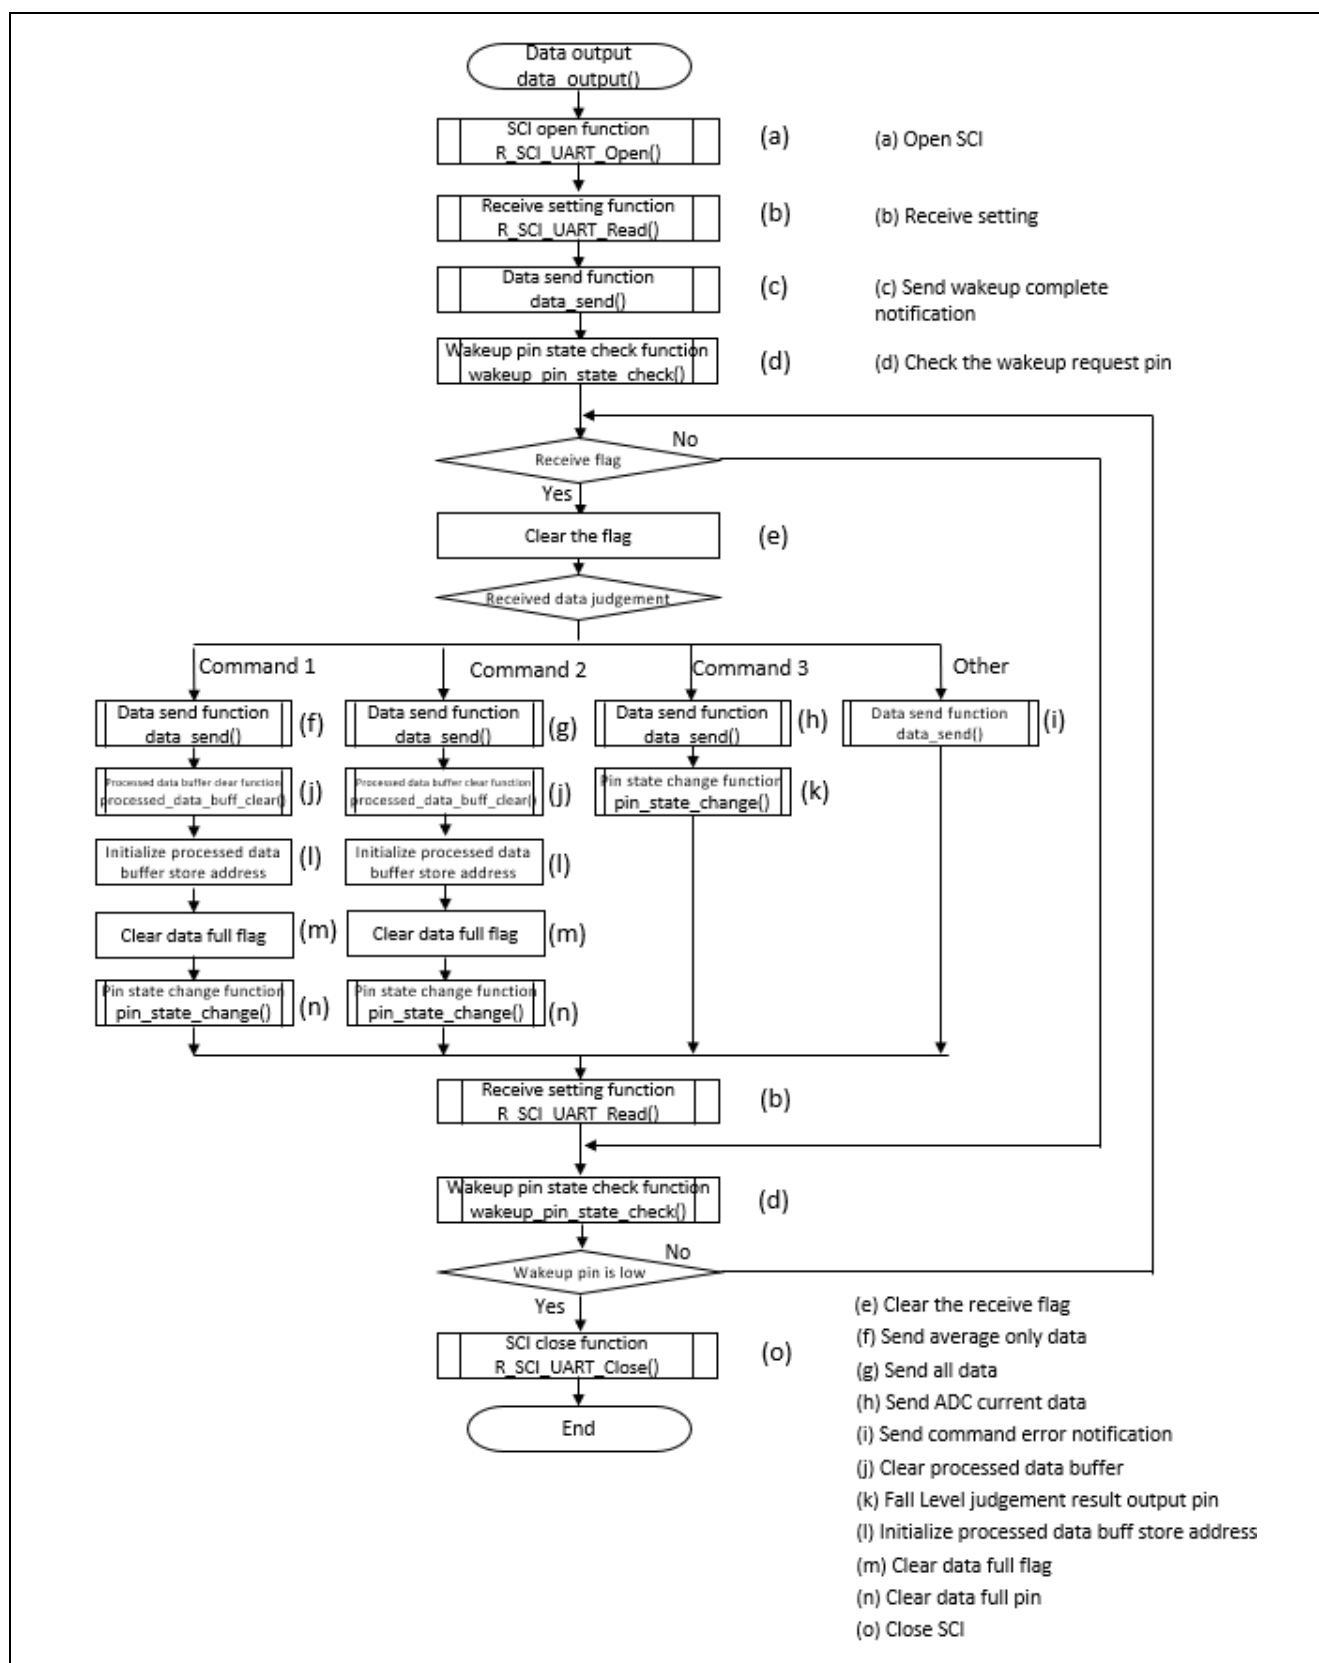 Data output
data_output()
SCI open function
R_SCI_UART_Open()
(a)
(a) Open SCI
Receive setting function
R_SCI_UART_Read()
(b)
(b) Receive setting
Data send function
data_send()
(c)
(c) Send wakeup complete
notification
Wakeup pin state check function
wakeup_pin_state_check()
(d)
(d) Check the wakeup request pin
No
Receive flag
Yes
Clear the flag
(e)
Received data judgement
Command 1
Command 2
Command 3
Other
Data send function
data_send()
(f)
Data send function
data_send()
(g)
Data send function
data_send()
(h)
Data send function
data_send()
(i)
Processed data buffer clear function
processed_data_buff_clear()
(j)
Processed data buffer clear function
processed_data_buff_clear()
(j)
Pin state change function
pin_state_change()
(k)
Initialize processed data
buffer store address
(l)
Initialize processed data
buffer store address
(l)
Clear data full flag
(m)
Clear data full flag
(m)
Pin state change function
pin_state_change()
(n)
Pin state change function
pin_state_change()
(n)
Receive setting function
R_SCI_UART_Read()
(b)
Wakeup pin state check function
wakeup_pin_state_check()
(d)
No
Wakeup pin is low
Yes
SCI close function
R_SCI_UART_Close()
(o)
End
(e) Clear the receive flag
(f) Send average only data
(g) Send all data
(h) Send ADC current data
(i) Send command error notification
(j) Clear processed data buffer
(k) Fall Level judgement result output pin
(l) Initialize processed data buff store address
(m) Clear data full flag
(n) Clear data full pin
(o) Close SCI